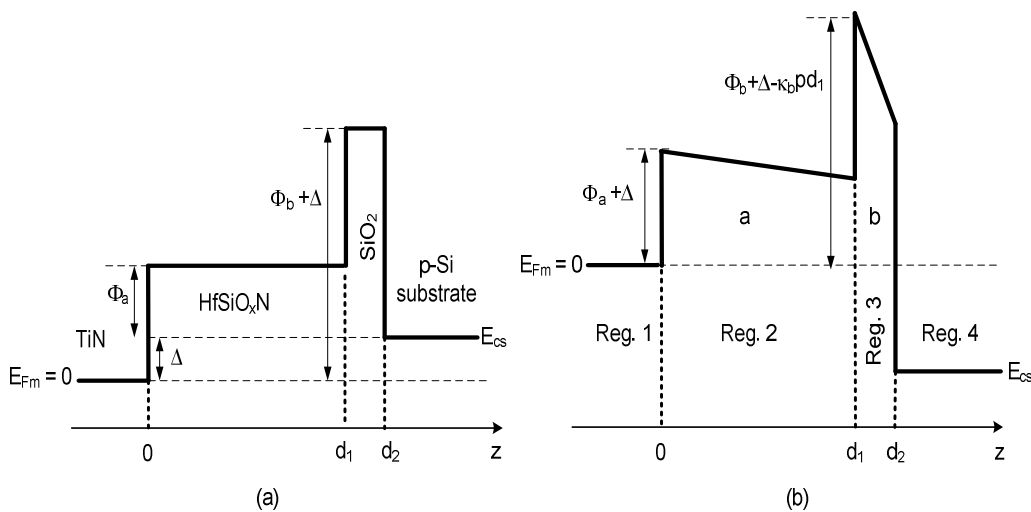 Φa
TiN
EFm = 0
HfSiOxN
Δ
Φb +Δ
SiO2
p-Si
substrate
Ecs
0
d1
d2
z
(a)
Φb+Δ-κbpd1
Φa +Δ
a
b
EFm = 0
Reg. 1
Reg. 2
Reg. 3
Reg. 4
Ecs
0
d1
d2
z
(b)